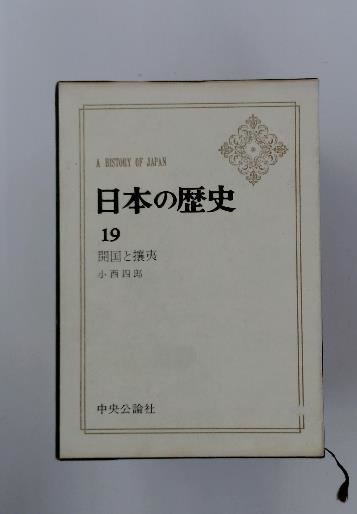 A HISTORY OF JAPAN
日本の歴史
19
開国と攘夷
小西四郎
中央公論社